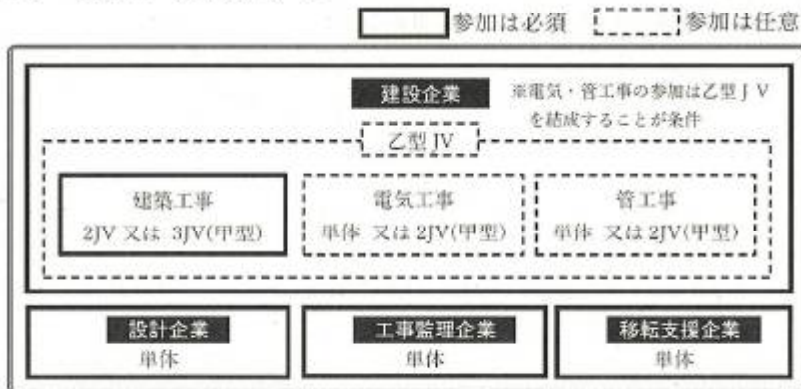 参加は必須 参加は任意
建設企業 ※電気・管工事の参加は乙型JV
を結成することが条件
乙型JV
建築工事 電気工事 管工事
2JV 又は 3JV(甲型) 単体 又は 2JV(甲型) 単体 又は 2JV(甲型)
設計企業 工事監理企業 移転支援企業
単体 単体 単体